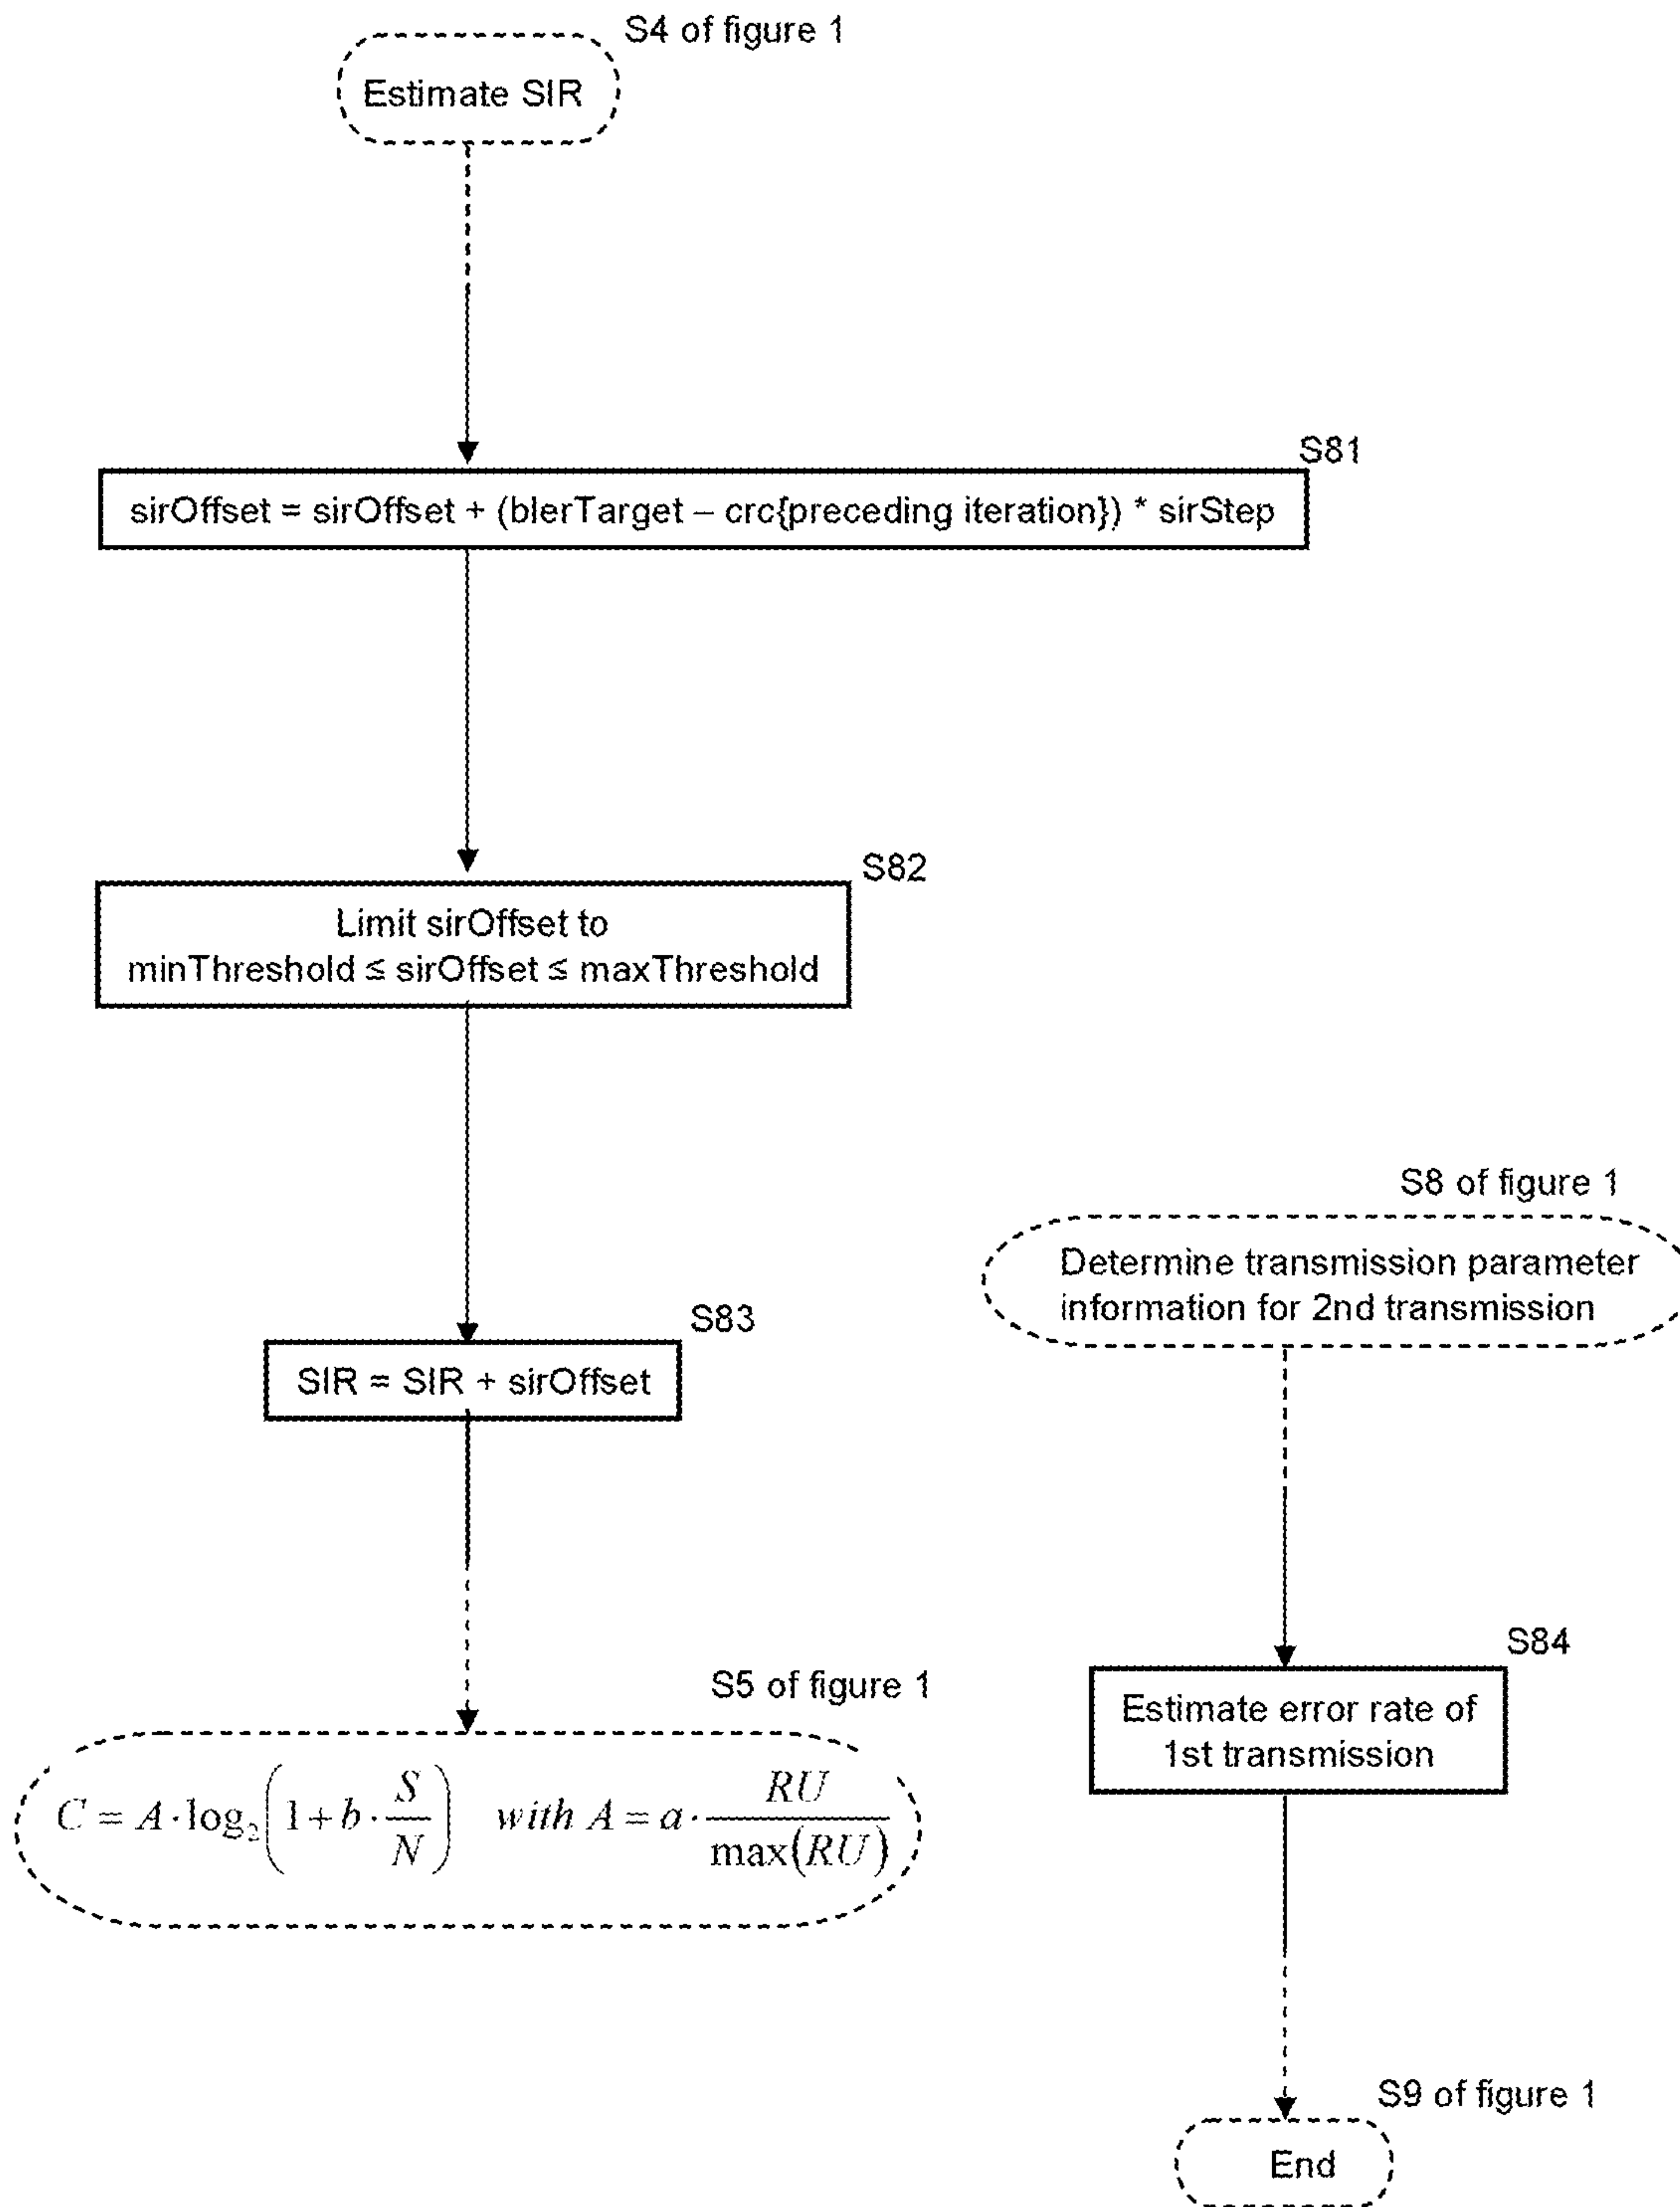 S4 of figure 1
Estimate SIR
S81
sirOffset = sirOffset + (blerTarget – crc{preceding iteration}) * sirStep
S82
Limit sirOffset to
minThreshold ≤ sirOffset ≤ maxThreshold
S83
SIR = SIR + sirOffset
S5 of figure 1
C = A · log₂(1 + b · S/N) with A = a · RU/max(RU)
S8 of figure 1
Determine transmission parameter
information for 2nd transmission
S84
Estimate error rate of
1st transmission
S9 of figure 1
End